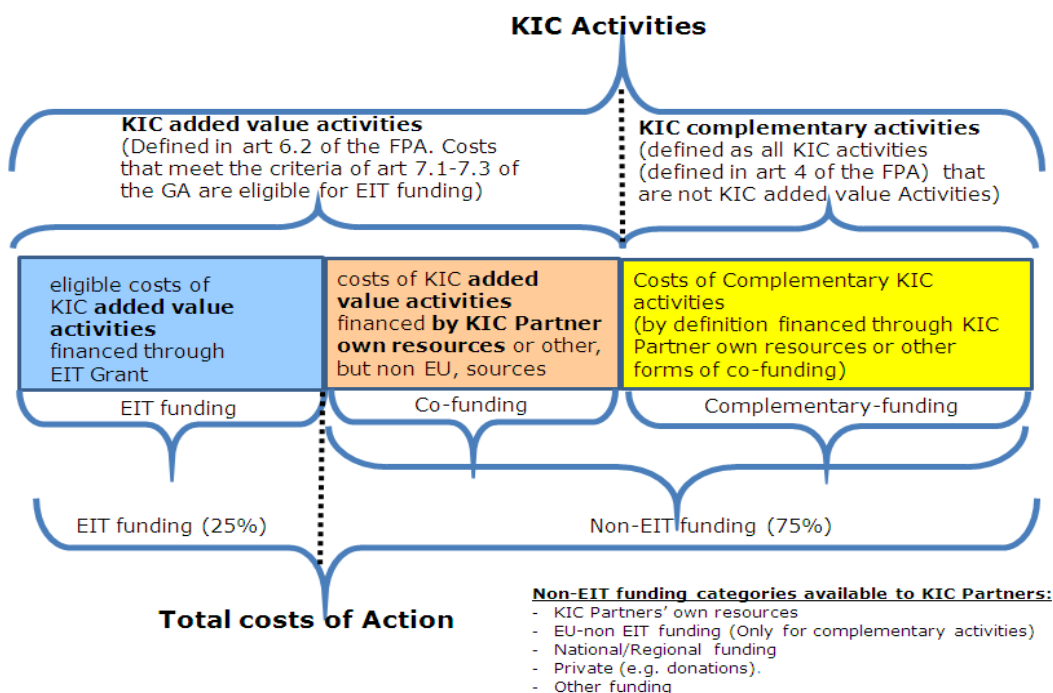 KIC Activities
KIC added value activities
(Defined in art 6.2 of the FPA. Costs
that meet the criteria of art 7.1-7.3 of
the GA are eligible for EIT funding)
KIC complementary activities
(defined as all KIC activities
(defined in art 4 of the FPA) that
are not KIC added value Activities)
eligible costs of
KIC added value
activities
financed through
EIT Grant
costs of KIC added
value activities
financed by KIC Partner
own resources or other,
but non EU, sources
Costs of Complementary KIC
activities
(by definition financed through KIC
Partner own resources or other
forms of co-funding)
EIT funding
Co-funding
Complementary-funding
EIT funding (25%)
Non-EIT funding (75%)
Total costs of Action
Non-EIT funding categories available to KIC Partners:
- KIC Partners’ own resources
- EU-non EIT funding (Only for complementary activities)
- National/Regional funding
- Private (e.g. donations).
- Other funding